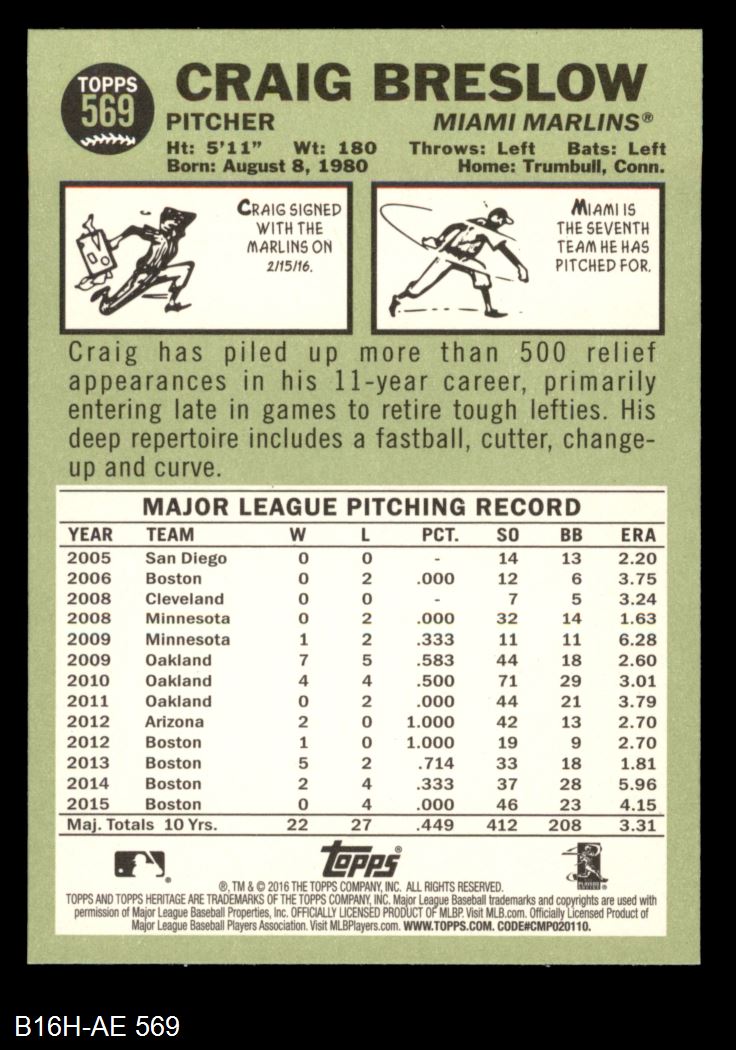 TOPPS
569
CRAIG BRESLOW
PITCHER MIAMI MARLINS®
Ht: 5'11" Wt: 180 Throws: Left Bats: Left
Born: August 8, 1980 Home: Trumbull, Conn.
CRAIG SIGNED
WITH THE
MARLINS ON
2/15/16.
MIAMI IS
THE SEVENTH
TEAM HE HAS
PITCHED FOR.
Craig has piled up more than 500 relief
appearances in his 11-year career, primarily
entering late in games to retire tough lefties. His
deep repertoire includes a fastball, cutter, change-
up and curve.
MAJOR LEAGUE PITCHING RECORD
YEAR TEAM W L PCT. SO BB ERA
2005 San Diego 0 0 - 14 13 2.20
2006 Boston 0 2 .000 12 6 3.75
2008 Cleveland 0 0 - 7 5 3.24
2008 Minnesota 0 2 .000 32 14 1.63
2009 Minnesota 1 2 .333 11 11 6.28
2009 Oakland 7 5 .583 44 18 2.60
2010 Oakland 4 4 .500 71 29 3.01
2011 Oakland 0 2 .000 44 21 3.79
2012 Arizona 2 0 1.000 42 13 2.70
2012 Boston 1 0 1.000 19 9 2.70
2013 Boston 5 2 .714 33 18 1.81
2014 Boston 2 4 .333 37 28 5.96
2015 Boston 0 4 .000 46 23 4.15
Maj. Totals 10 Yrs. 22 27 .449 412 208 3.31
topps®
®, TM & © 2016 THE TOPPS COMPANY, INC. ALL RIGHTS RESERVED.
TOPPS AND TOPPS HERITAGE ARE TRADEMARKS OF THE TOPPS COMPANY, INC. Major League Baseball trademarks and copyrights are used with
permission of Major League Baseball Properties, Inc. OFFICIALLY LICENSED PRODUCT OF MLBP. Visit MLB.com. Officially Licensed Product of
Major League Baseball Players Association. Visit MLBPlayers.com. WWW.TOPPS.COM. CODE#CMP020110.
B16H-AE 569